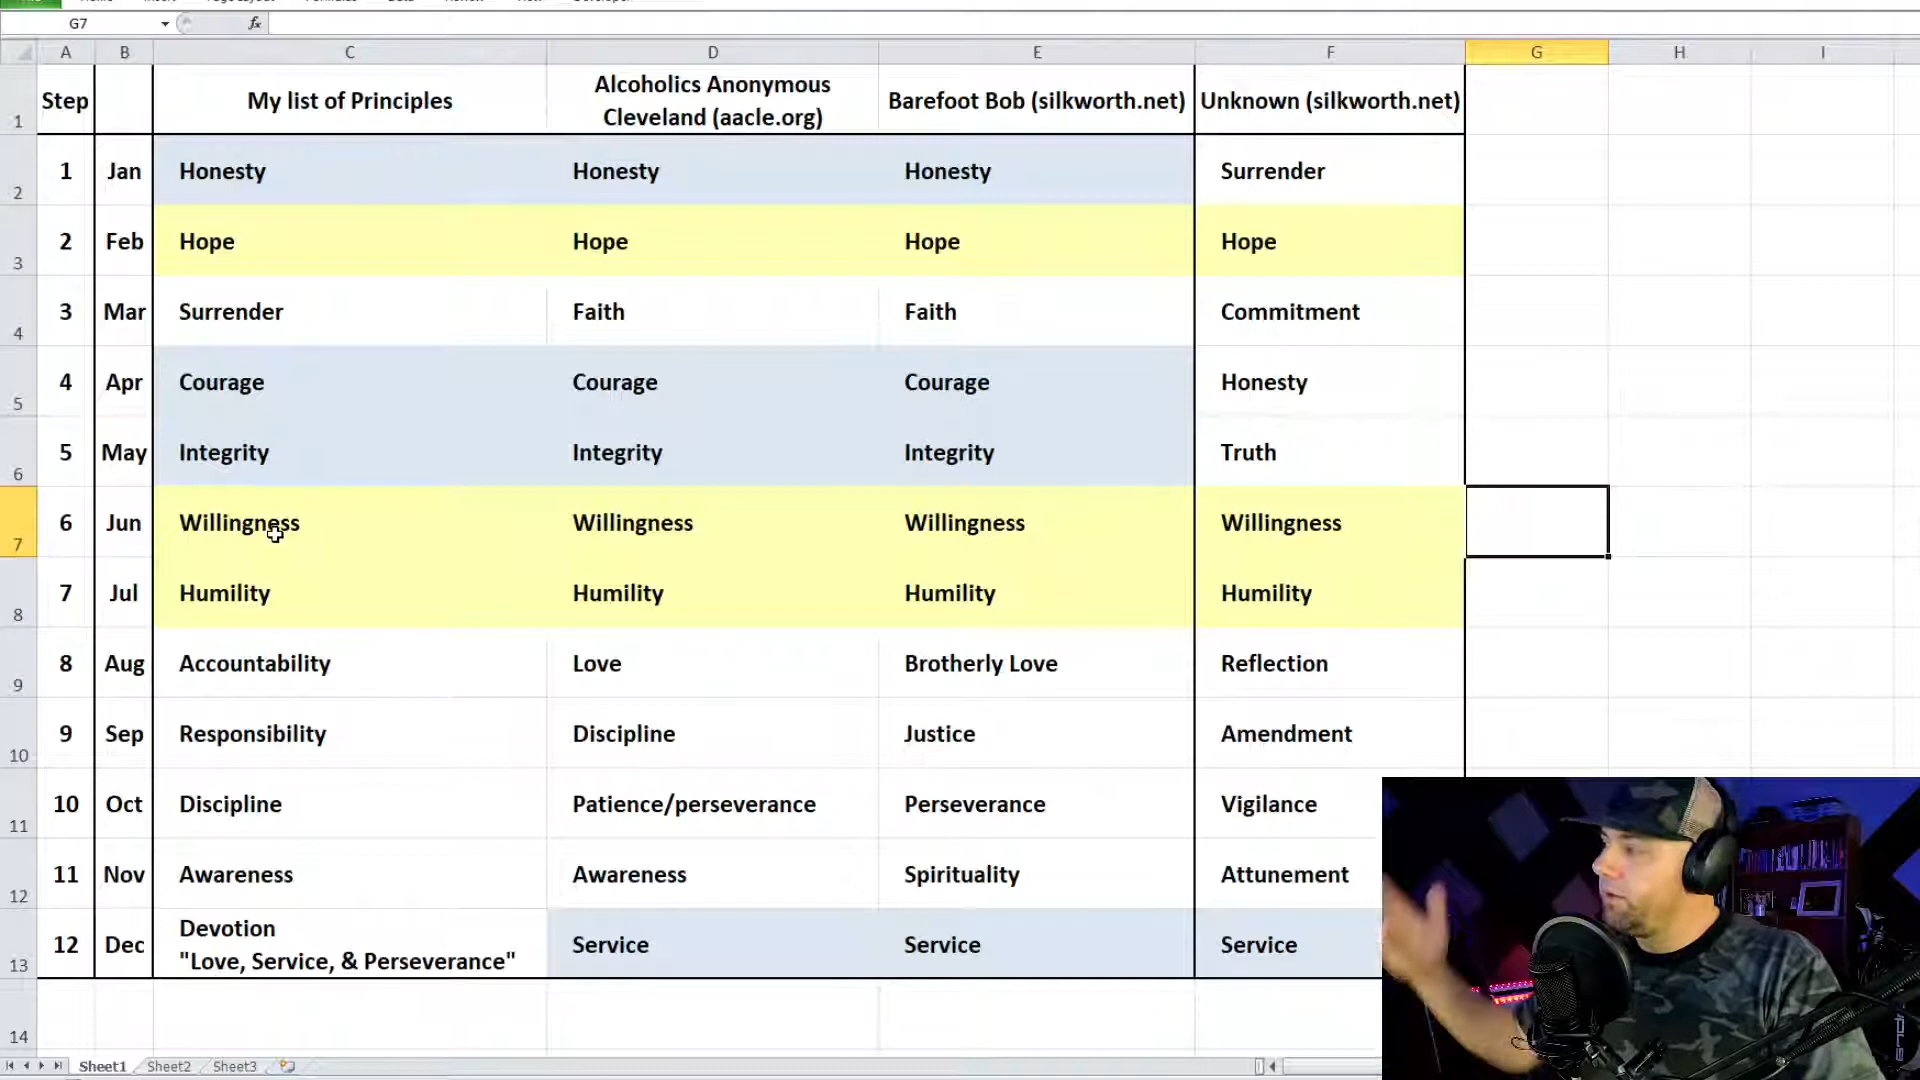 G7
fx
A B C D E F G H I
Step My list of Principles Alcoholics Anonymous Cleveland (aacle.org) Barefoot Bob (silkworth.net) Unknown (silkworth.net)
1
1 Jan Honesty Honesty Honesty Surrender
2
2 Feb Hope Hope Hope Hope
3
3 Mar Surrender Faith Faith Commitment
4
4 Apr Courage Courage Courage Honesty
5
5 May Integrity Integrity Integrity Truth
6
6 Jun Willingness Willingness Willingness Willingness
7
7 Jul Humility Humility Humility Humility
8
8 Aug Accountability Love Brotherly Love Reflection
9
9 Sep Responsibility Discipline Justice Amendment
10
10 Oct Discipline Patience/perseverance Perseverance Vigilance
11
11 Nov Awareness Awareness Spirituality Attunement
12
12 Dec Devotion "Love, Service, & Perseverance" Service Service Service
13
14
Sheet1 Sheet2 Sheet3